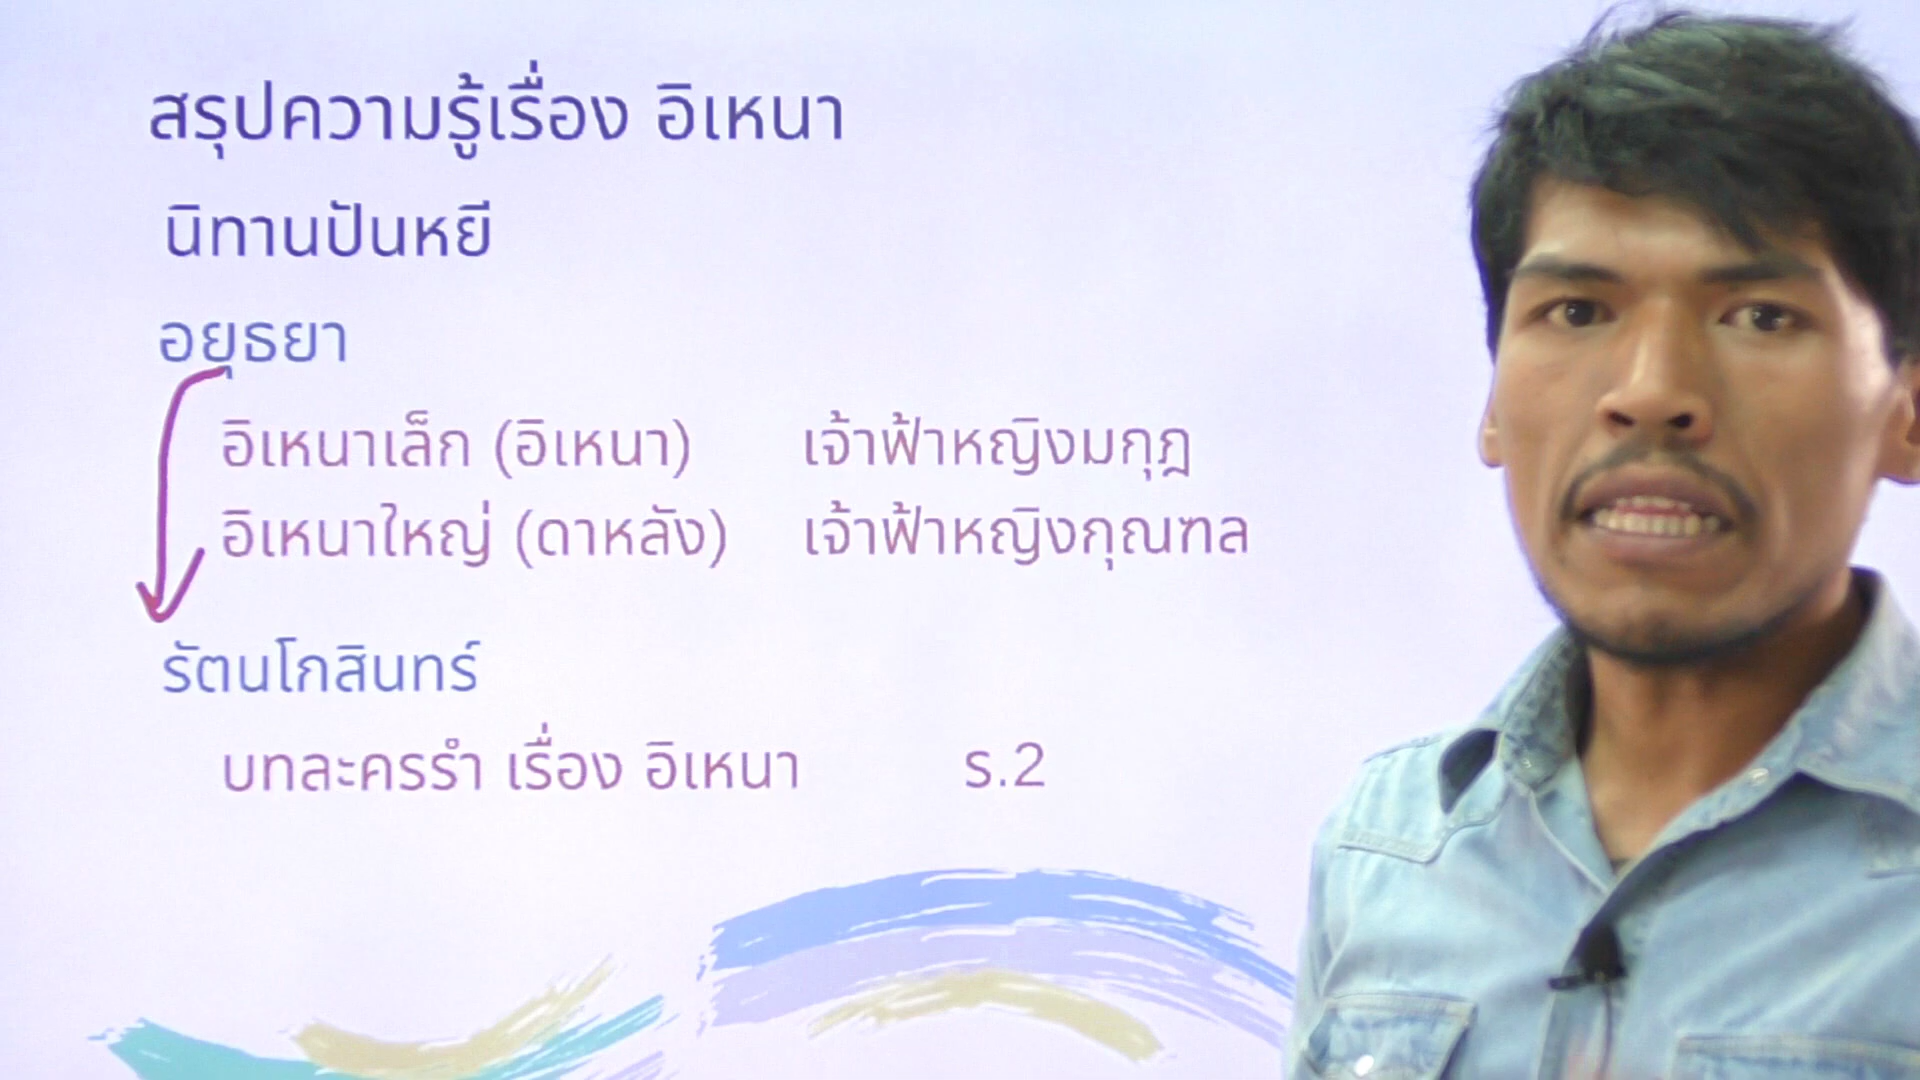 สรุปความรู้เรื่อง อิเหนา
นิทานปันหยี
อยุธยา
อิเหนาเล็ก (อิเหนา) เจ้าฟ้าหญิงมกุฎ
อิเหนาใหญ่ (ดาหลัง) เจ้าฟ้าหญิงกุณฑล
รัตนโกสินทร์
บทละครรำ เรื่อง อิเหนา ร.2